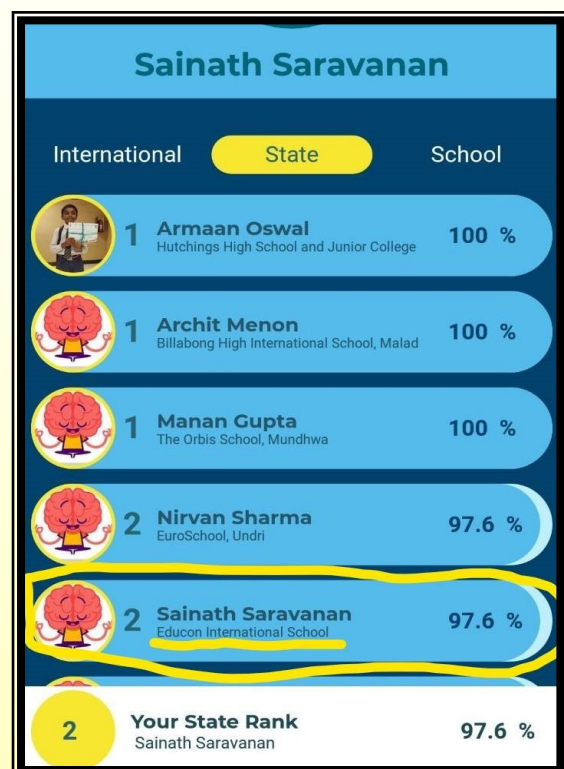 Sainath Saravanan
International State School
1 Armaan Oswal 100 %
Hutchings High School and Junior College
1 Archit Menon 100 %
Billabong High International School, Malad
1 Manan Gupta 100 %
The Orbis School, Mundhwa
2 Nirvan Sharma 97.6 %
EuroSchool, Undri
2 Sainath Saravanan 97.6 %
Educon International School
2 Your State Rank 97.6 %
Sainath Saravanan